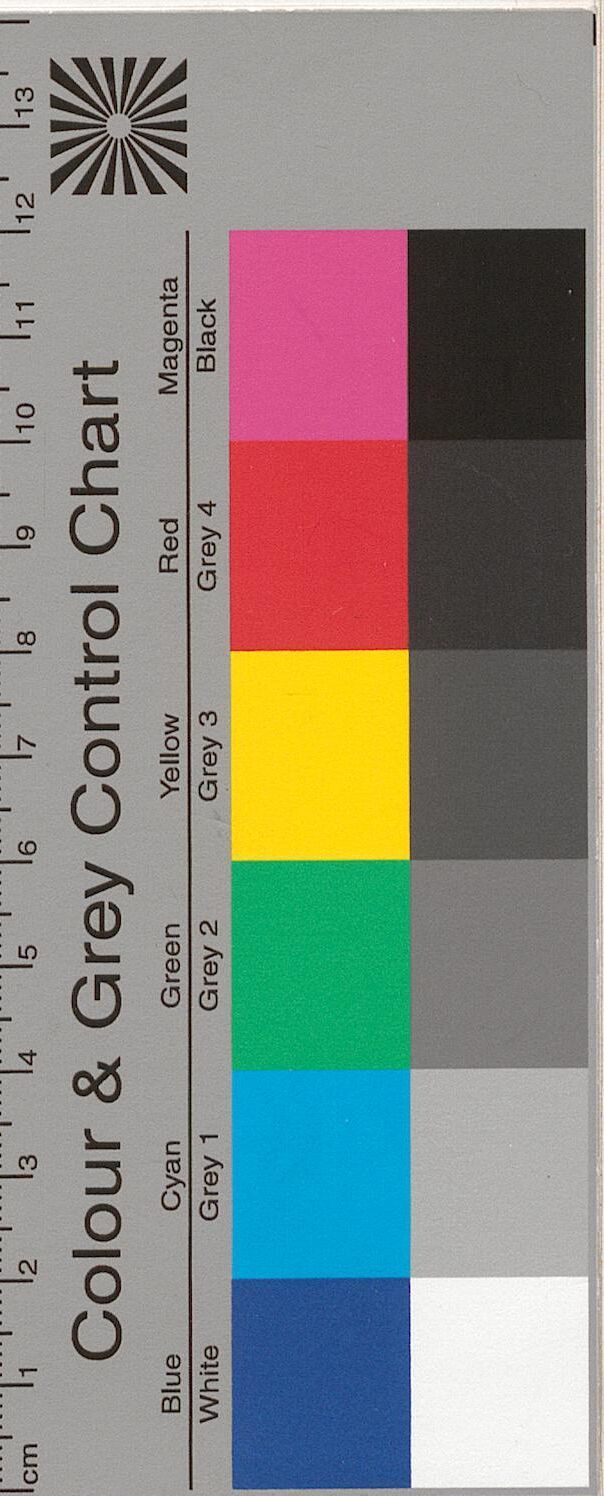 cm 1 2 3 4 5 6 7 8 9 10 11 12 13
Colour & Grey Control Chart
Blue Cyan Green Yellow Red Magenta
White Grey 1 Grey 2 Grey 3 Grey 4 Black